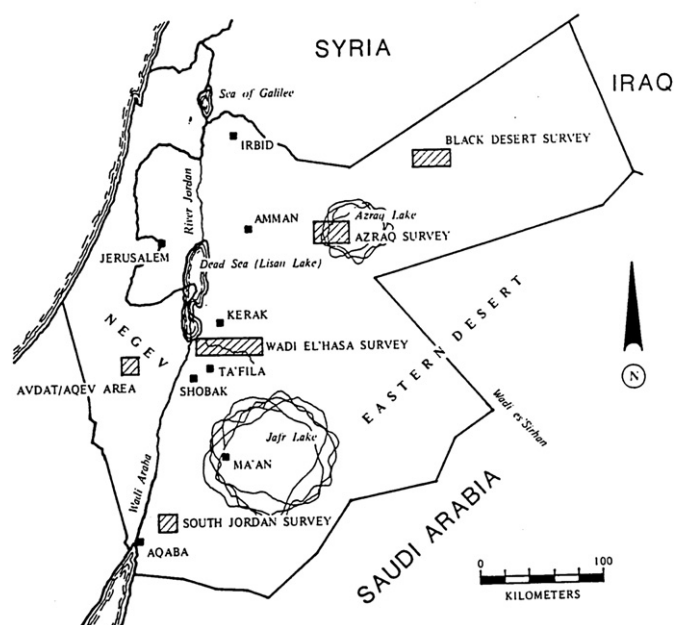 SYRIA
IRAQ
Sea of Galilee
IRBID
BLACK DESERT SURVEY
River Jordan
AMMAN
Azraq Lake
AZRAQ SURVEY
JERUSALEM
Dead Sea (Lisan Lake)
NEGEV
KERAK
EASTERN DESERT
WADI EL'HASA SURVEY
AVDAT/AQEV AREA
TA'FILA
SHOBAK
Wadi es'Sirhan
Jafr Lake
MA'AN
Wadi Araba
SOUTH JORDAN SURVEY
AQABA
SAUDI ARABIA
N
0 100
KILOMETERS